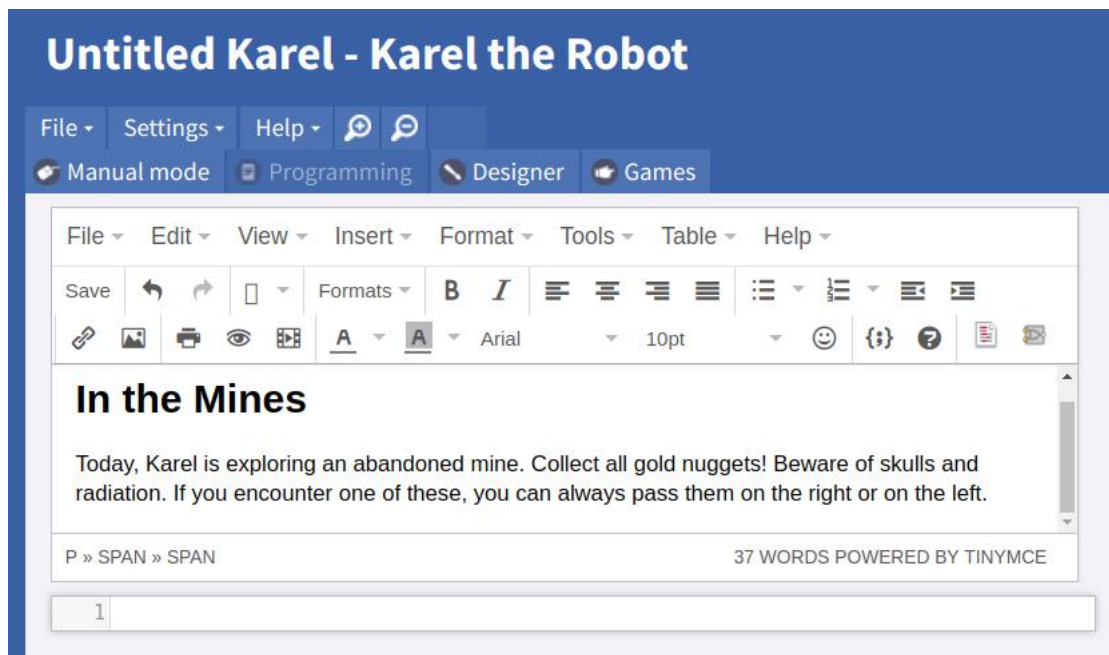 Untitled Karel - Karel the Robot
File Settings Help
Manual mode Programming Designer Games
File Edit View Insert Format Tools Table Help
Save Formats B I
A A Arial 10pt {;} ?
In the Mines
Today, Karel is exploring an abandoned mine. Collect all gold nuggets! Beware of skulls and
radiation. If you encounter one of these, you can always pass them on the right or on the left.
P » SPAN » SPAN 37 WORDS POWERED BY TINYMCE
1